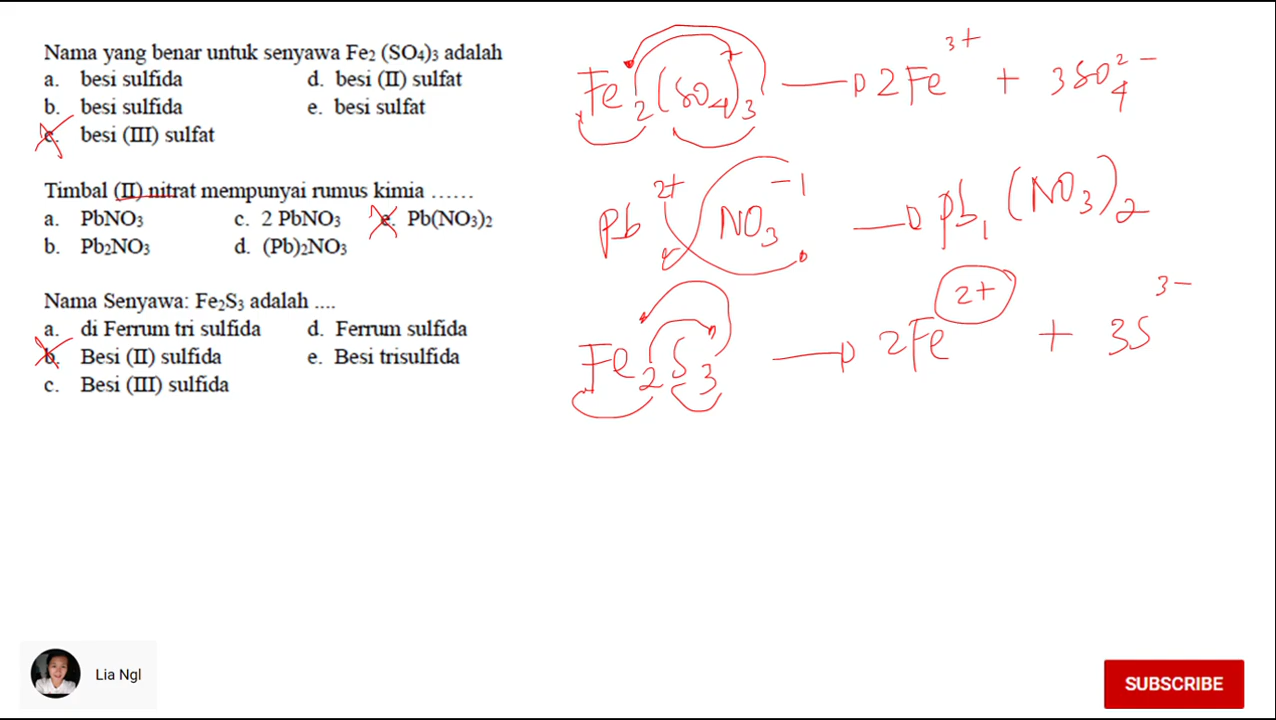 Nama yang benar untuk senyawa Fe₂ (SO₄)₃ adalah
a. besi sulfida d. besi (II) sulfat
b. besi sulfida e. besi sulfat
c. besi (III) sulfat
Fe₂(SO₄)₃ → 2Fe³⁺ + 3SO₄²⁻
Timbal (II) nitrat mempunyai rumus kimia ……
a. PbNO₃ c. 2 PbNO₃ e. Pb(NO₃)₂
b. Pb₂NO₃ d. (Pb)₂NO₃
Pb²⁺ NO₃⁻¹ → Pb₁(NO₃)₂
Nama Senyawa: Fe₂S₃ adalah ....
a. di Ferrum tri sulfida d. Ferrum sulfida
b. Besi (II) sulfida e. Besi trisulfida
c. Besi (III) sulfida
Fe₂S₃ → 2Fe²⁺ + 3S³⁻
Lia Ngl
SUBSCRIBE